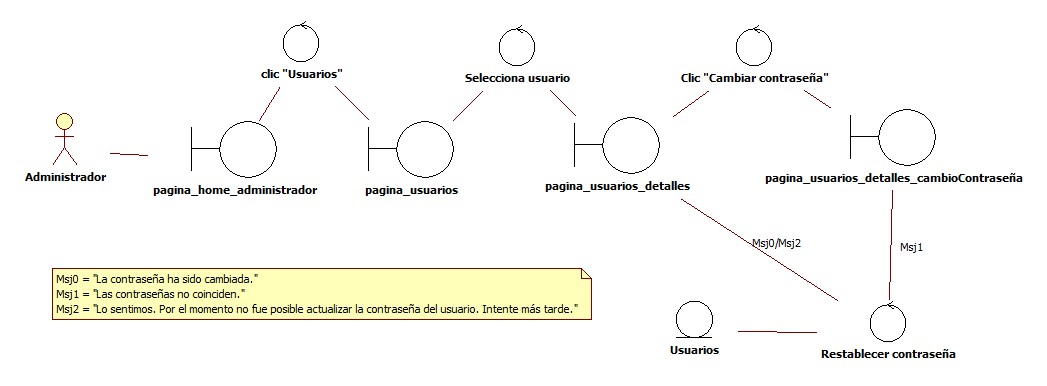 clic "Usuarios"
Selecciona usuario
Clic "Cambiar contraseña"
Administrador
pagina_home_administrador
pagina_usuarios
pagina_usuarios_detalles
pagina_usuarios_detalles_cambioContraseña
Msj0/Msj2
Msj1
Msj0 = "La contraseña ha sido cambiada."
Msj1 = "Las contraseñas no coinciden."
Msj2 = "Lo sentimos. Por el momento no fue posible actualizar la contraseña del usuario. Intente más tarde."
Usuarios
Restablecer contraseña